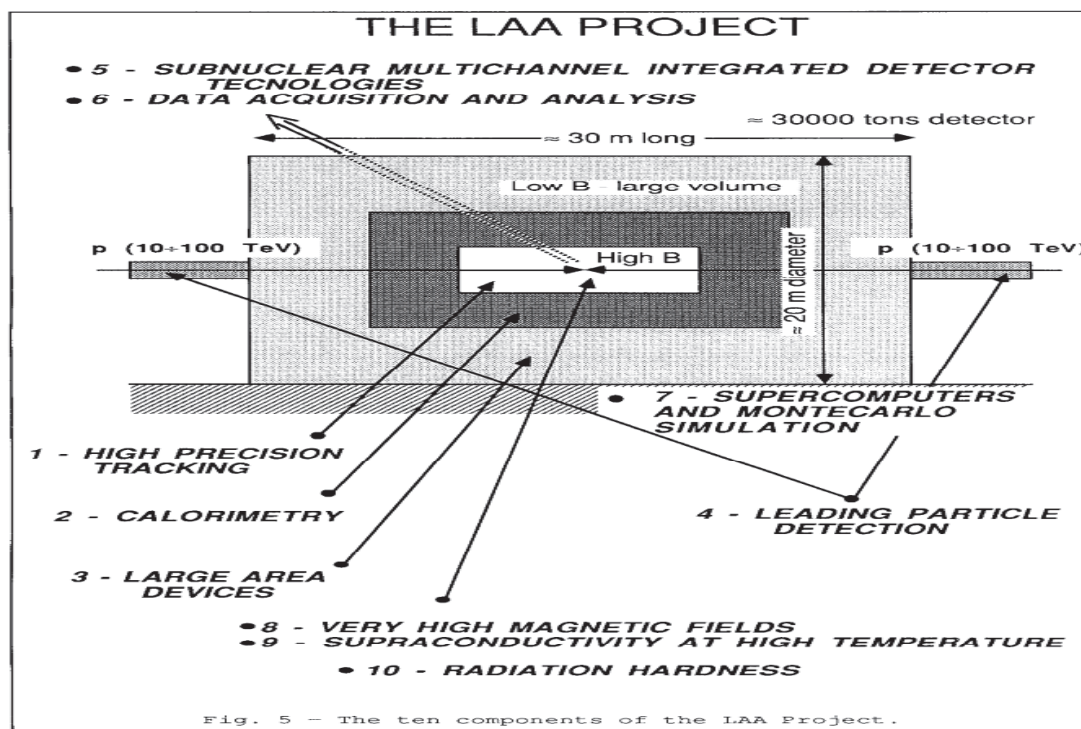 THE LAA PROJECT
• 5 - SUBNUCLEAR MULTICHANNEL INTEGRATED DETECTOR
TECNOLOGIES
• 6 - DATA ACQUISITION AND ANALYSIS
≈ 30000 tons detector
≈ 30 m long
Low B - large volume
p (10÷100 TeV)
High B
p (10÷100 TeV)
≈ 20 m diameter
• 7 - SUPERCOMPUTERS
AND MONTECARLO
SIMULATION
1 - HIGH PRECISION
TRACKING
2 - CALORIMETRY
4 - LEADING PARTICLE
DETECTION
3 - LARGE AREA
DEVICES
• 8 - VERY HIGH MAGNETIC FIELDS
• 9 - SUPRACONDUCTIVITY AT HIGH TEMPERATURE
• 10 - RADIATION HARDNESS
Fig. 5 - The ten components of the LAA Project.